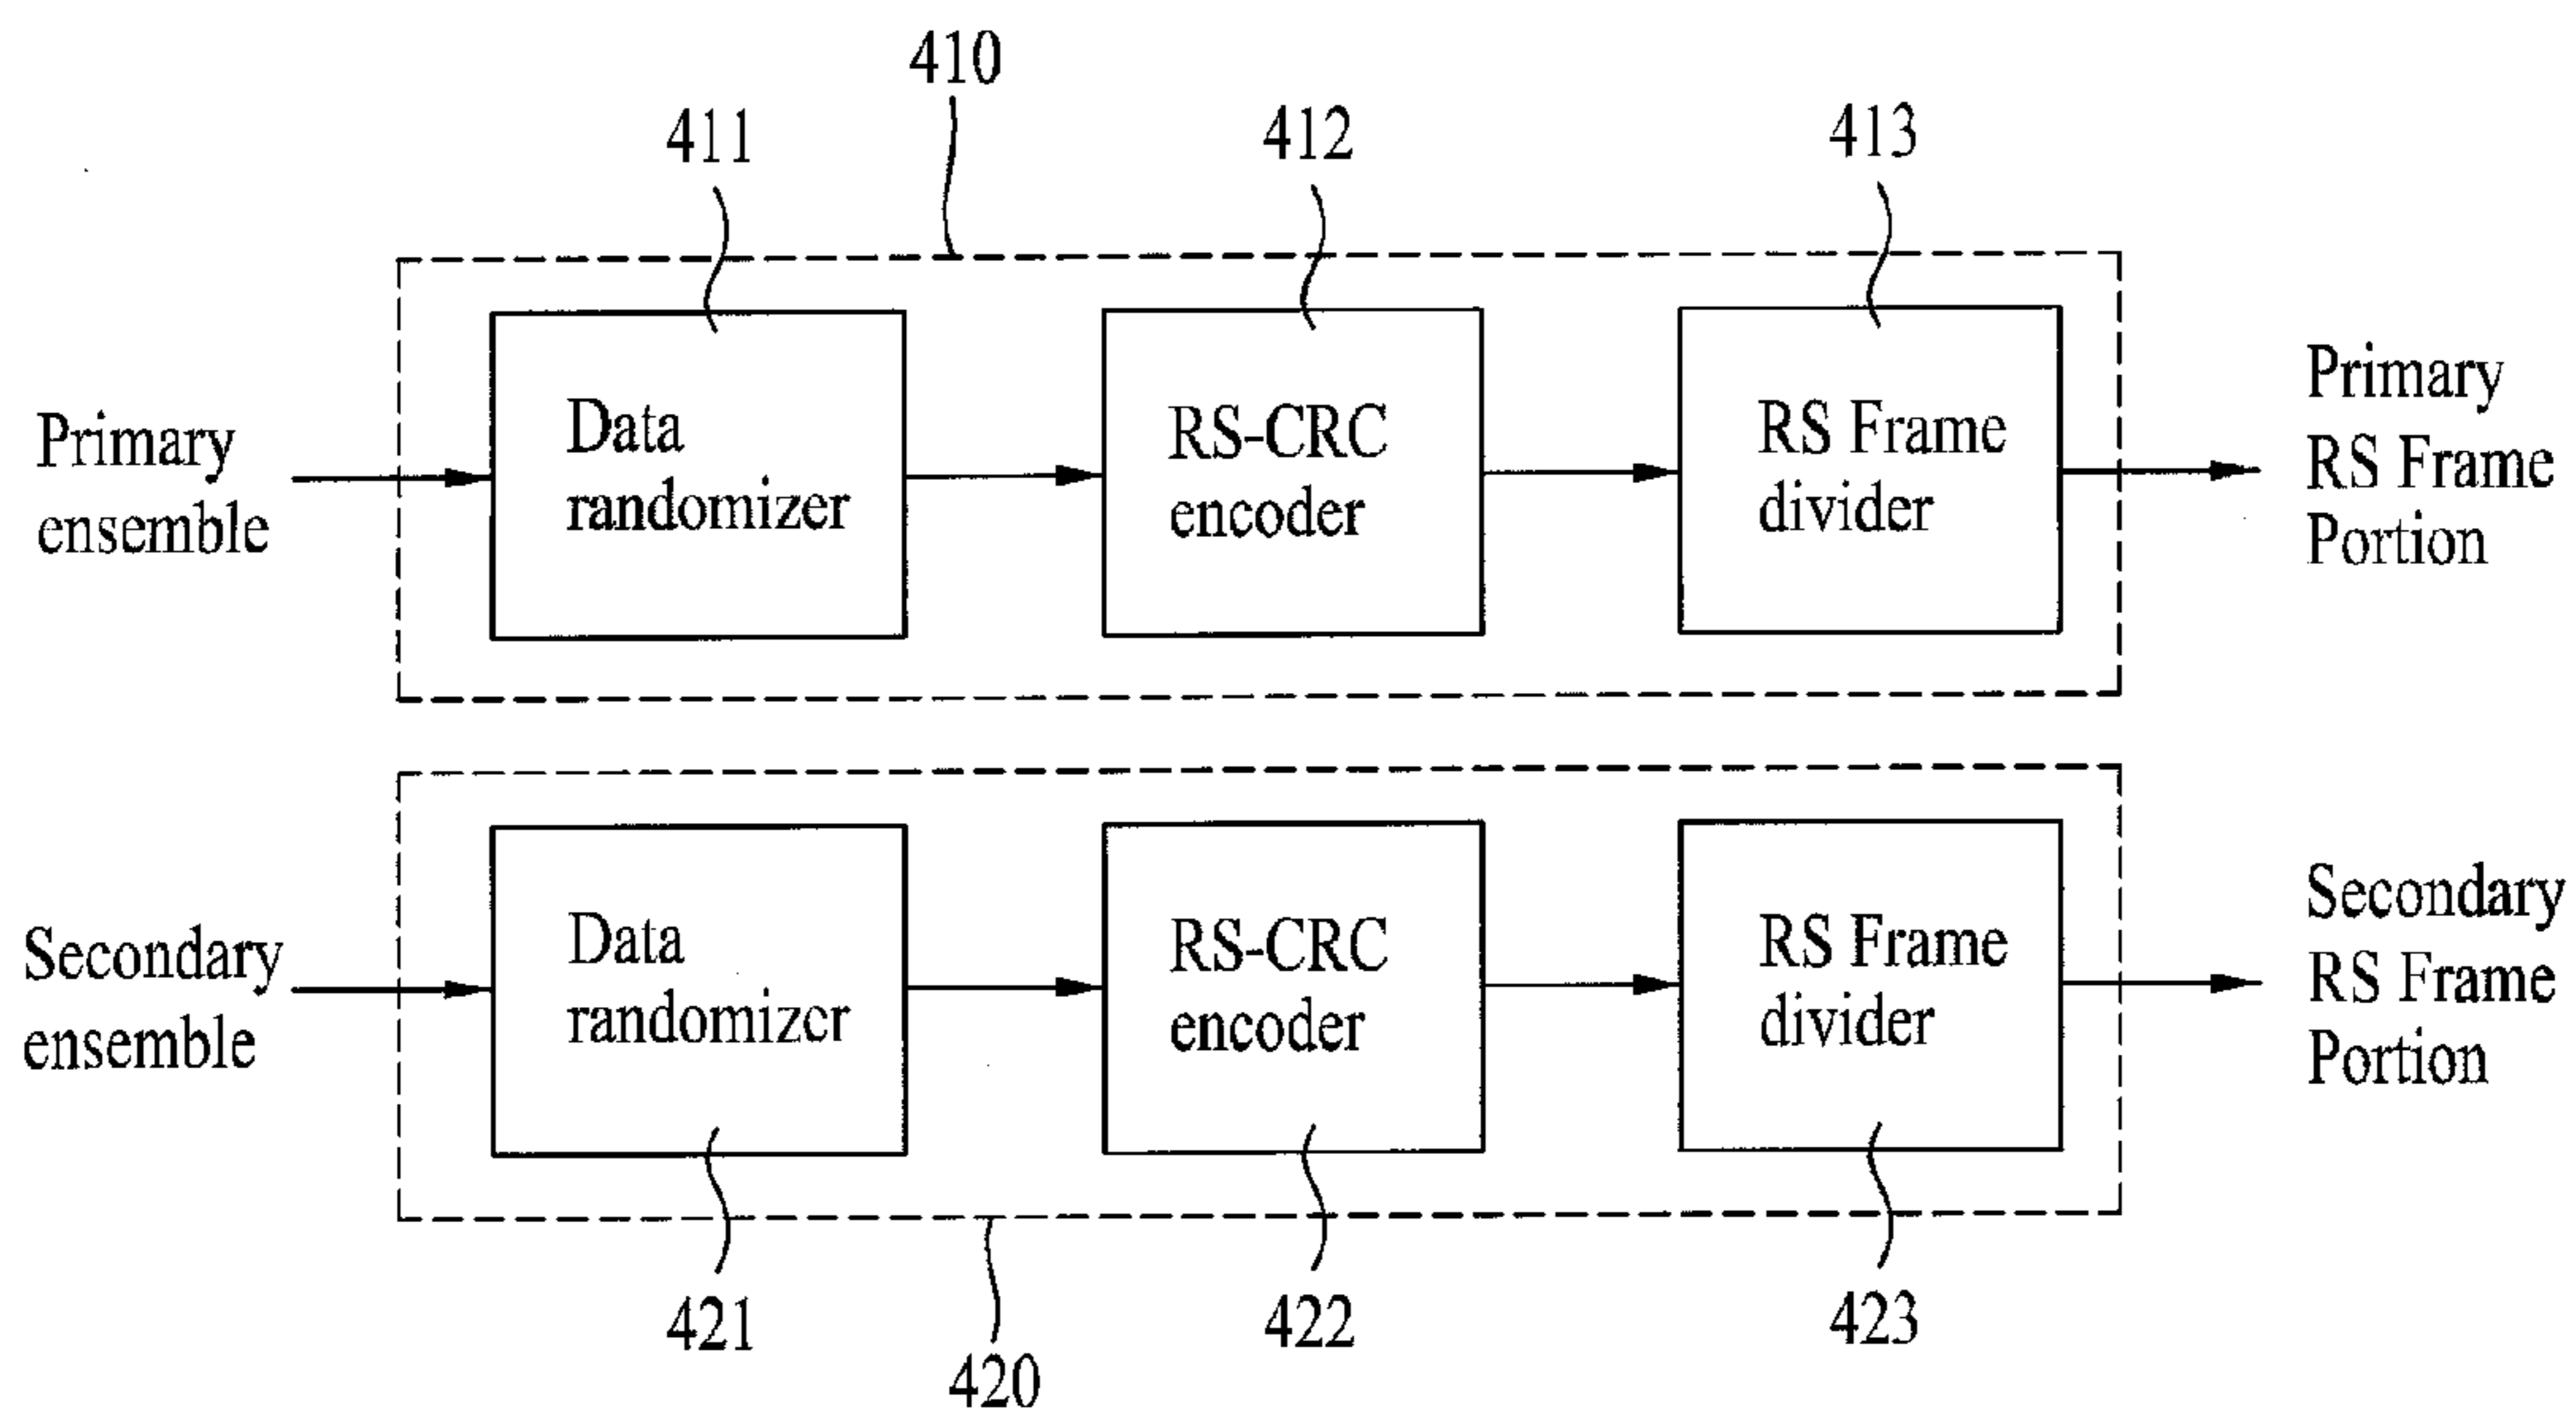 410
411
412
413
Primary
ensemble
Data
randomizer
RS-CRC
encoder
RS Frame
divider
Primary
RS Frame
Portion
Secondary
ensemble
Data
randomizer
RS-CRC
encoder
RS Frame
divider
Secondary
RS Frame
Portion
421
422
423
420